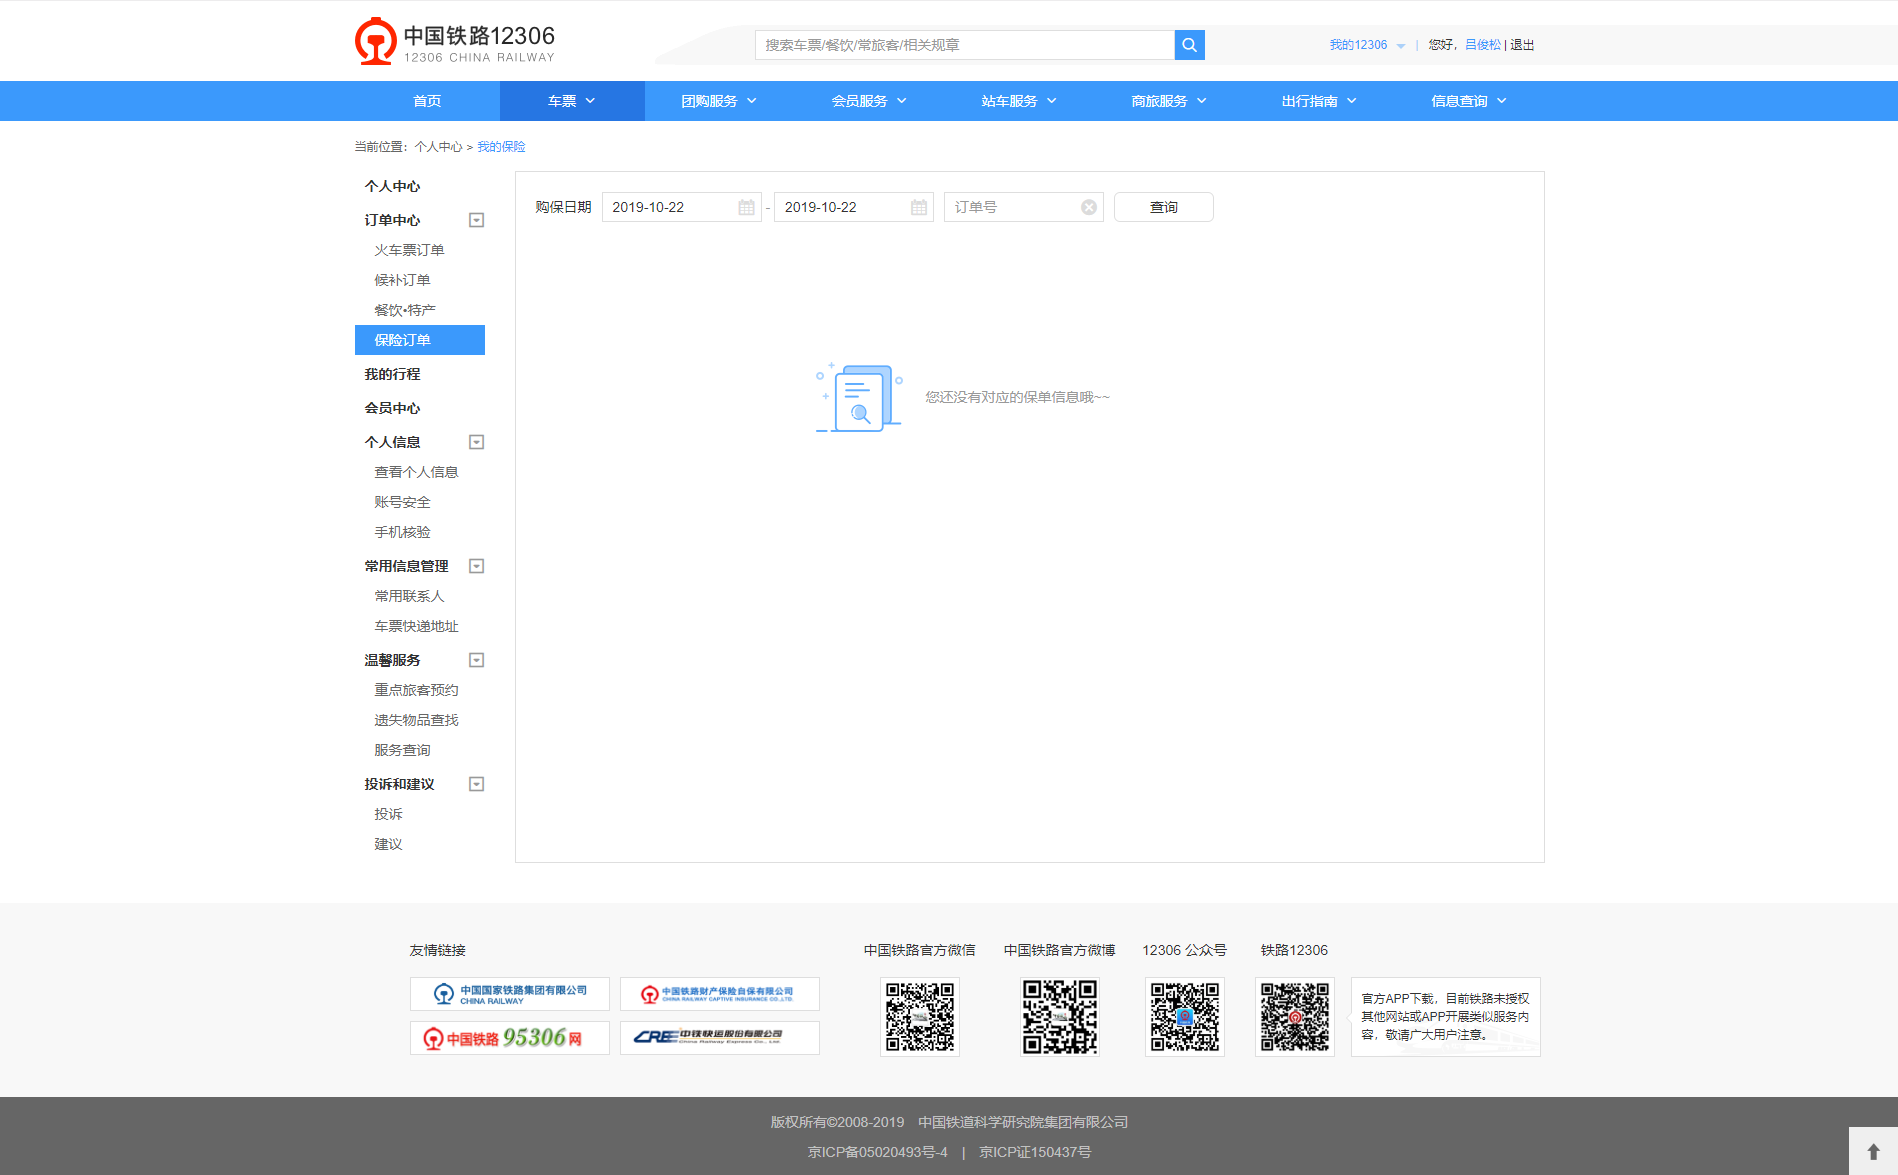 中国铁路12306
12306 CHINA RAILWAY
搜索车票/餐饮/常旅客/相关规章
我的12306 | 您好，吕俊松 | 退出
首页 车票 团购服务 会员服务 站车服务 商旅服务 出行指南 信息查询
当前位置：个人中心 > 我的保险
个人中心
订单中心
火车票订单
候补订单
餐饮•特产
保险订单
我的行程
会员中心
个人信息
查看个人信息
账号安全
手机核验
常用信息管理
常用联系人
车票快递地址
温馨服务
重点旅客预约
遗失物品查找
服务查询
投诉和建议
投诉
建议
购保日期 2019-10-22 - 2019-10-22 订单号 查询
您还没有对应的保单信息哦~~
友情链接
中国国家铁路集团有限公司
CHINA RAILWAY
中国铁路财产保险自保有限公司
CHINA RAILWAY CAPTIVE INSURANCE CO.,LTD.
中国铁路 95306 网
CRE 中铁快运股份有限公司
China Railway Express Co., Ltd.
中国铁路官方微信 中国铁路官方微博 12306 公众号 铁路12306
官方APP下载，目前铁路未授权
其他网站或APP开展类似服务内
容，敬请广大用户注意。
版权所有©2008-2019 中国铁道科学研究院集团有限公司
京ICP备05020493号-4 | 京ICP证150437号